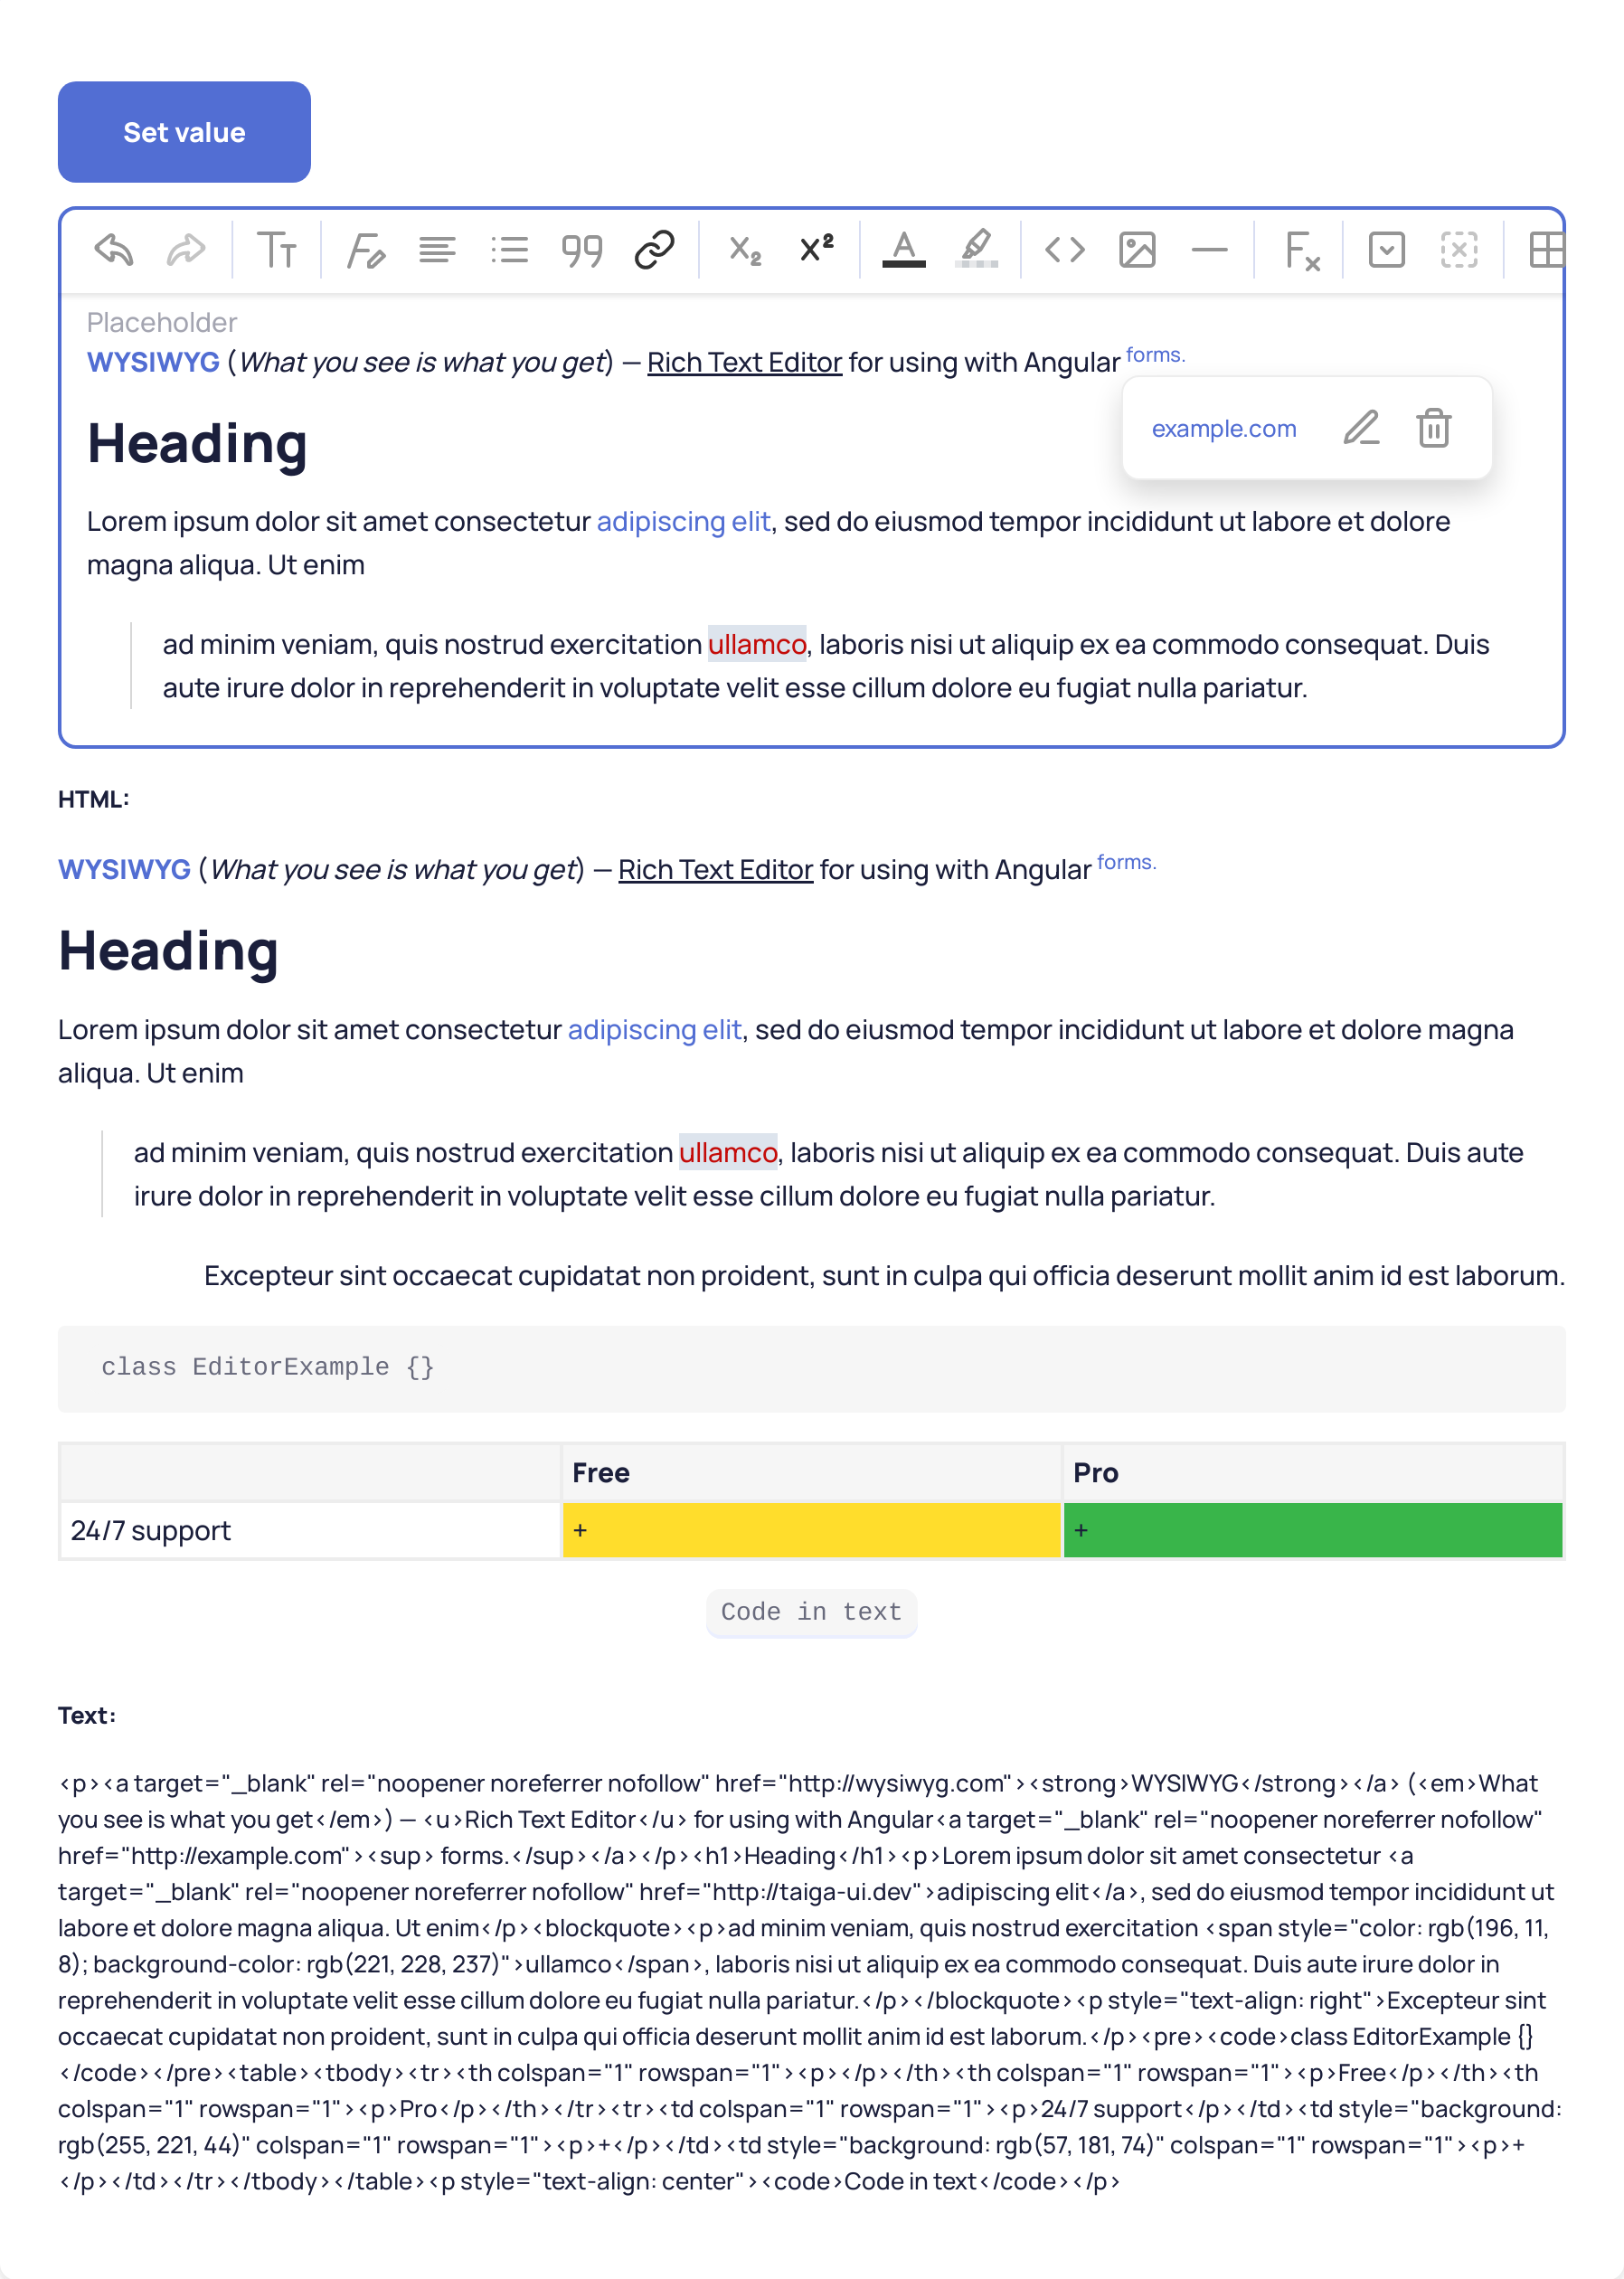 Set value
Placeholder
WYSIWYG (What you see is what you get) — Rich Text Editor for using with Angular forms.
example.com
Heading
Lorem ipsum dolor sit amet consectetur adipiscing elit, sed do eiusmod tempor incididunt ut labore et dolore
magna aliqua. Ut enim
ad minim veniam, quis nostrud exercitation ullamco, laboris nisi ut aliquip ex ea commodo consequat. Duis
aute irure dolor in reprehenderit in voluptate velit esse cillum dolore eu fugiat nulla pariatur.
HTML:
WYSIWYG (What you see is what you get) — Rich Text Editor for using with Angular forms.
Heading
Lorem ipsum dolor sit amet consectetur adipiscing elit, sed do eiusmod tempor incididunt ut labore et dolore magna
aliqua. Ut enim
ad minim veniam, quis nostrud exercitation ullamco, laboris nisi ut aliquip ex ea commodo consequat. Duis aute
irure dolor in reprehenderit in voluptate velit esse cillum dolore eu fugiat nulla pariatur.
Excepteur sint occaecat cupidatat non proident, sunt in culpa qui officia deserunt mollit anim id est laborum.
class EditorExample {}
Free Pro
24/7 support + +
Code in text
Text:
<p><a target="_blank" rel="noopener noreferrer nofollow" href="http://wysiwyg.com"><strong>WYSIWYG</strong></a> (<em>What
you see is what you get</em>) — <u>Rich Text Editor</u> for using with Angular<a target="_blank" rel="noopener noreferrer nofollow"
href="http://example.com"><sup> forms.</sup></a></p><h1>Heading</h1><p>Lorem ipsum dolor sit amet consectetur <a
target="_blank" rel="noopener noreferrer nofollow" href="http://taiga-ui.dev">adipiscing elit</a>, sed do eiusmod tempor incididunt ut
labore et dolore magna aliqua. Ut enim</p><blockquote><p>ad minim veniam, quis nostrud exercitation <span style="color: rgb(196, 11,
8); background-color: rgb(221, 228, 237)">ullamco</span>, laboris nisi ut aliquip ex ea commodo consequat. Duis aute irure dolor in
reprehenderit in voluptate velit esse cillum dolore eu fugiat nulla pariatur.</p></blockquote><p style="text-align: right">Excepteur sint
occaecat cupidatat non proident, sunt in culpa qui officia deserunt mollit anim id est laborum.</p><pre><code>class EditorExample {}
</code></pre><table><tbody><tr><th colspan="1" rowspan="1"><p></p></th><th colspan="1" rowspan="1"><p>Free</p></th><th
colspan="1" rowspan="1"><p>Pro</p></th></tr><tr><td colspan="1" rowspan="1"><p>24/7 support</p></td><td style="background:
rgb(255, 221, 44)" colspan="1" rowspan="1"><p>+</p></td><td style="background: rgb(57, 181, 74)" colspan="1" rowspan="1"><p>+
</p></td></tr></tbody></table><p style="text-align: center"><code>Code in text</code></p>